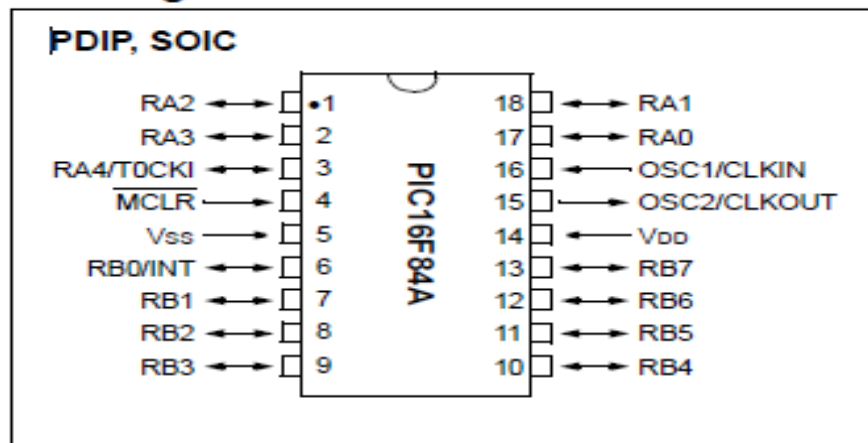 PDIP, SOIC
RA2 •1 18 RA1
RA3 2 17 RA0
RA4/T0CKI 3 16 OSC1/CLKIN
MCLR 4 15 OSC2/CLKOUT
VSS 5 14 VDD
RB0/INT 6 13 RB7
RB1 7 12 RB6
RB2 8 11 RB5
RB3 9 10 RB4
PIC16F84A